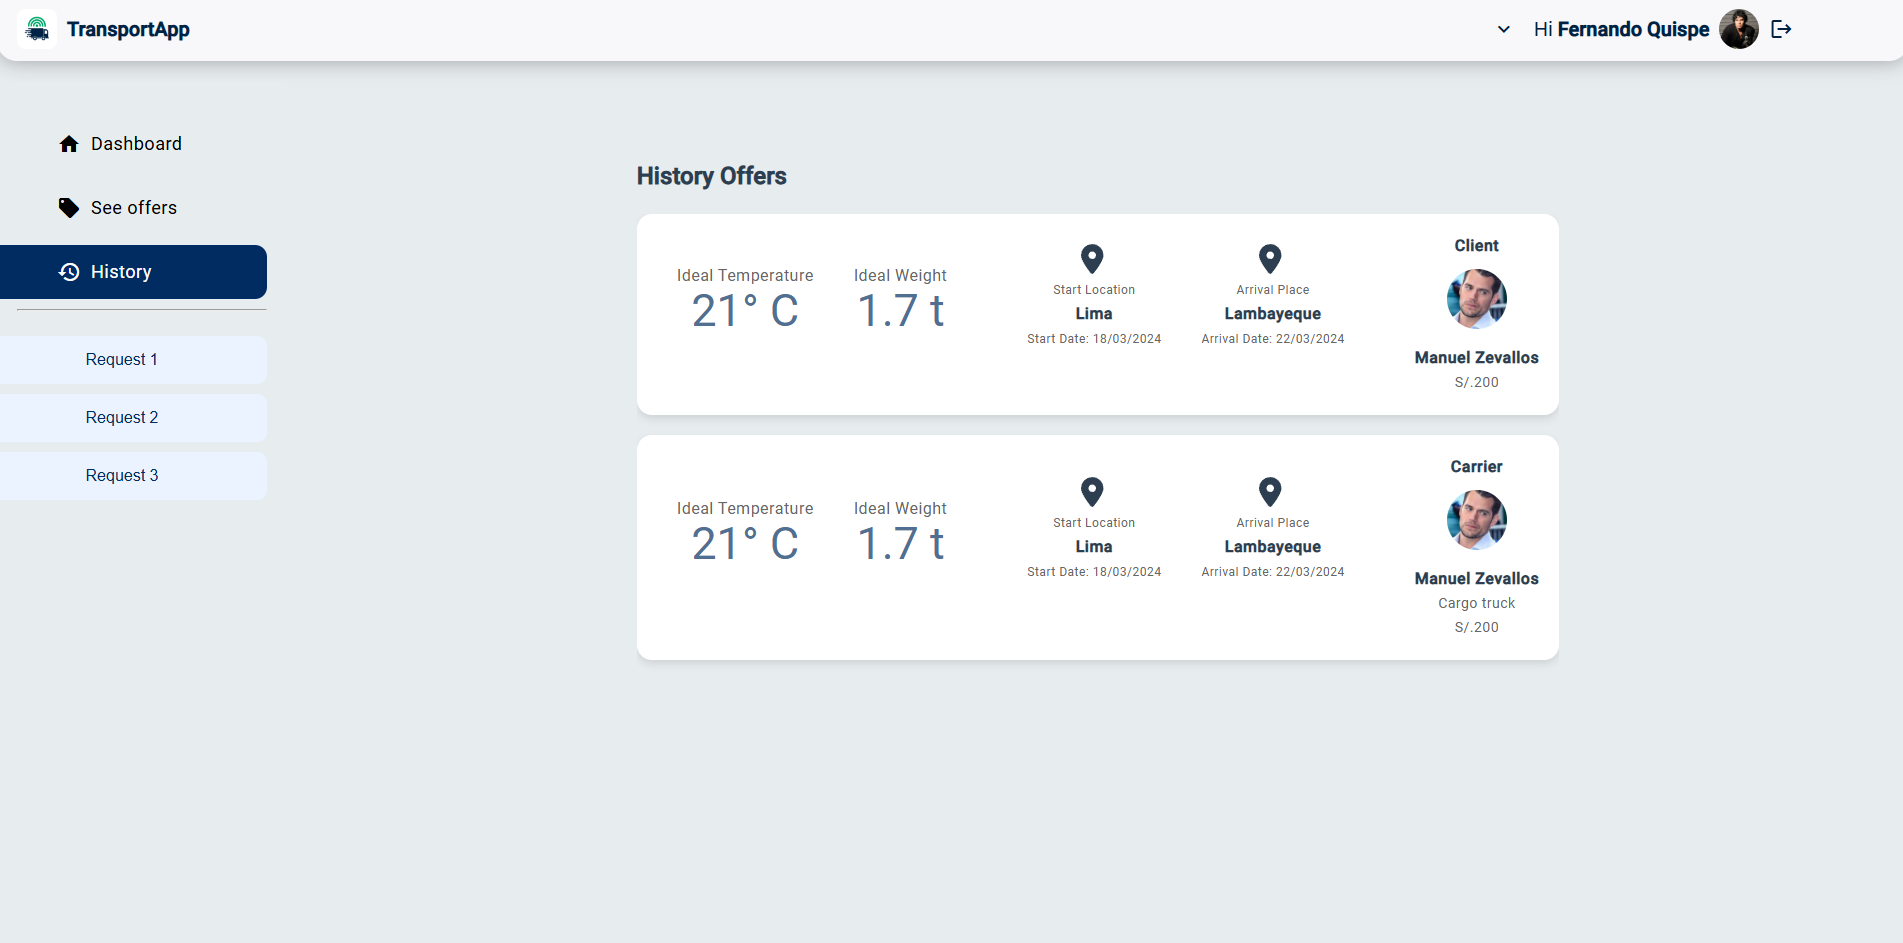 TransportApp
Hi Fernando Quispe
Dashboard
See offers
History
Request 1
Request 2
Request 3
History Offers
Ideal Temperature
21° C
Ideal Weight
1.7 t
Start Location
Lima
Start Date: 18/03/2024
Arrival Place
Lambayeque
Arrival Date: 22/03/2024
Client
Manuel Zevallos
S/.200
Ideal Temperature
21° C
Ideal Weight
1.7 t
Start Location
Lima
Start Date: 18/03/2024
Arrival Place
Lambayeque
Arrival Date: 22/03/2024
Carrier
Manuel Zevallos
Cargo truck
S/.200